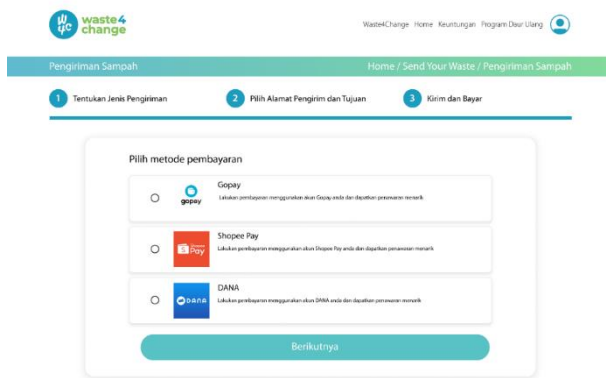 waste4
change
Waste4Change Home Keuntungan Program Daur Ulang
Pengiriman Sampah
Home / Send Your Waste / Pengiriman Sampah
1 Tentukan Jenis Pengiriman
2 Pilih Alamat Pengirim dan Tujuan
3 Kirim dan Bayar
Pilih metode pembayaran
gopay
Gopay
Lakukan pembayaran menggunakan akun Gopay anda dan dapatkan penawaran menarik
Pay
Shopee Pay
Lakukan pembayaran menggunakan akun Shopee Pay anda dan dapatkan penawaran menarik
DANA
DANA
Lakukan pembayaran menggunakan akun DANA anda dan dapatkan penawaran menarik
Berikutnya